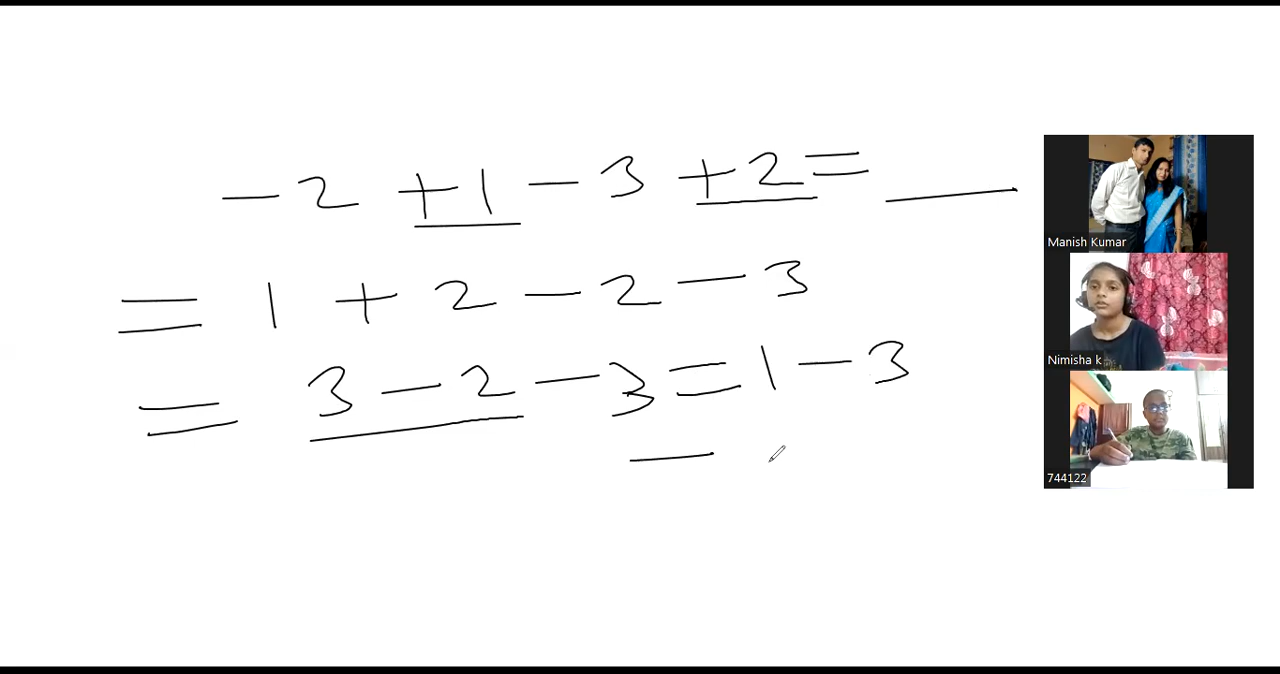 -2 +1 - 3 +2 = ___
= 1 + 2 - 2 - 3
= 3 - 2 - 3 = 1 - 3
-
Manish Kumar
Nimisha k
744122